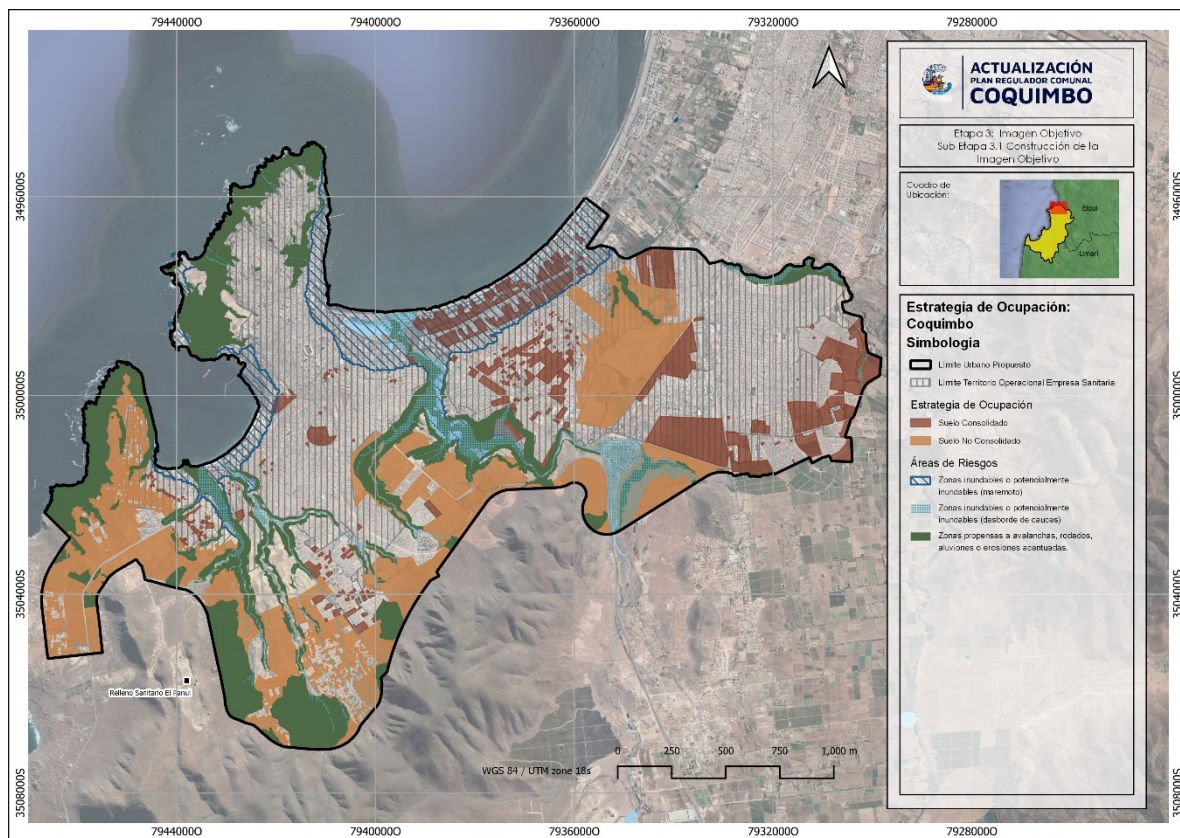 79440000 79400000 79360000 79320000 79280000
3496000S
3500000S
3504000S
3508000S
ACTUALIZACIÓN
PLAN REGULADOR COMUNAL
COQUIMBO
Etapa 3: Imagen Objetivo
Sub Etapa 3.1 Construcción de la
Imagen Objetivo
Cuadro de
Ubicación:
Elqui
Limarí
Estrategia de Ocupación:
Coquimbo
Simbología
Límite Urbano Propuesto
Límite Territorio Operacional Empresa Sanitaria
Estrategia de Ocupación
Suelo Consolidado
Suelo No Consolidado
Áreas de Riesgos
Zonas inundables o potencialmente
inundables (maremoto)
Zonas inundables o potencialmente
inundables (desborde de cauces)
Zonas propensas a avalanchas, rodados,
aluviones o erosiones acentuadas.
Relleno Sanitario El Panul
WGS 84 / UTM zone 18s
0 250 500 750 1,000 m
3496000S
3500000S
3504000S
3508000S
79440000 79400000 79360000 79320000 79280000